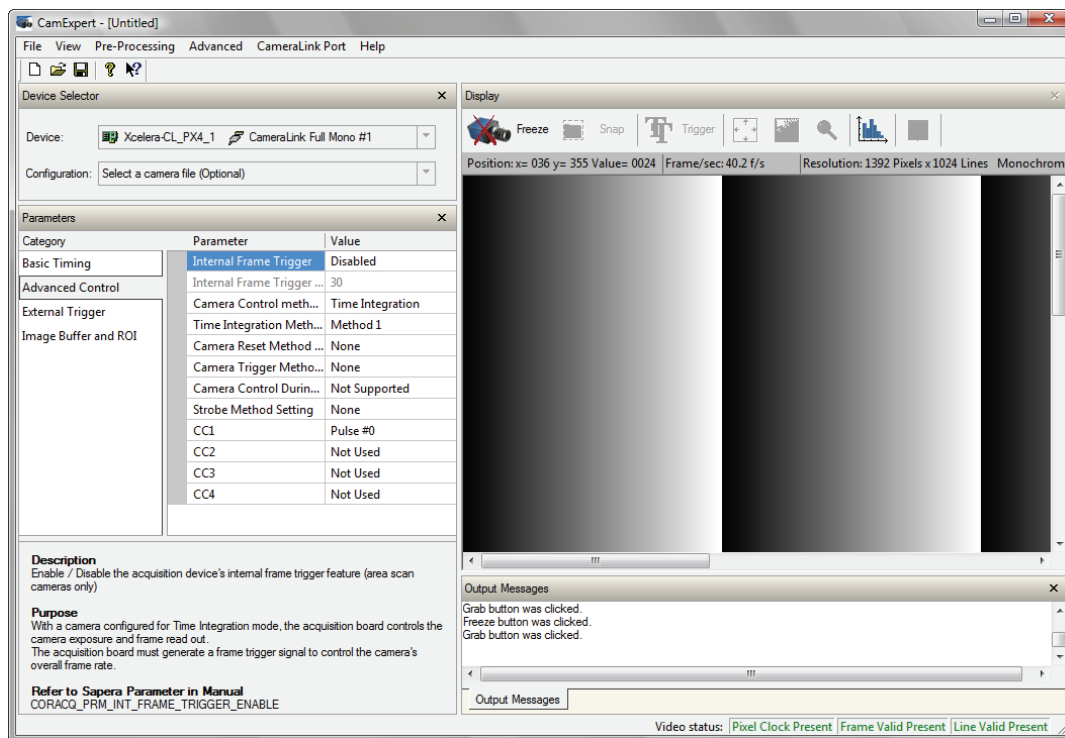 CamExpert - [Untitled]
File View Pre-Processing Advanced CameraLink Port Help
Device Selector
Device: Xcelera-CL_PX4_1 CameraLink Full Mono #1
Configuration: Select a camera file (Optional)
Parameters
Category
Basic Timing
Advanced Control
External Trigger
Image Buffer and ROI
Parameter Value
Internal Frame Trigger Disabled
Internal Frame Trigger ... 30
Camera Control meth... Time Integration
Time Integration Meth... Method 1
Camera Reset Method ... None
Camera Trigger Metho... None
Camera Control Durin... Not Supported
Strobe Method Setting None
CC1 Pulse #0
CC2 Not Used
CC3 Not Used
CC4 Not Used
Description
Enable / Disable the acquisition device's internal frame trigger feature (area scan
cameras only)
Purpose
With a camera configured for Time Integration mode, the acquisition board controls the
camera exposure and frame read out.
The acquisition board must generate a frame trigger signal to control the camera's
overall frame rate.
Refer to Sapera Parameter in Manual
CORACQ_PRM_INT_FRAME_TRIGGER_ENABLE
Display
Freeze Snap Trigger
Position: x= 036 y= 355 Value= 0024 Frame/sec: 40.2 f/s Resolution: 1392 Pixels x 1024 Lines Monochrom
Output Messages
Grab button was clicked.
Freeze button was clicked.
Grab button was clicked.
Output Messages
Video status: Pixel Clock Present Frame Valid Present Line Valid Present